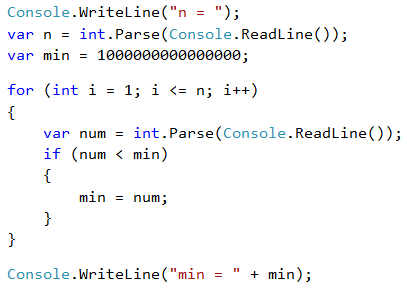 Console.WriteLine("n = ");
var n = int.Parse(Console.ReadLine());
var min = 1000000000000000;
for (int i = 1; i <= n; i++)
{
var num = int.Parse(Console.ReadLine());
if (num < min)
{
min = num;
}
}
Console.WriteLine("min = " + min);